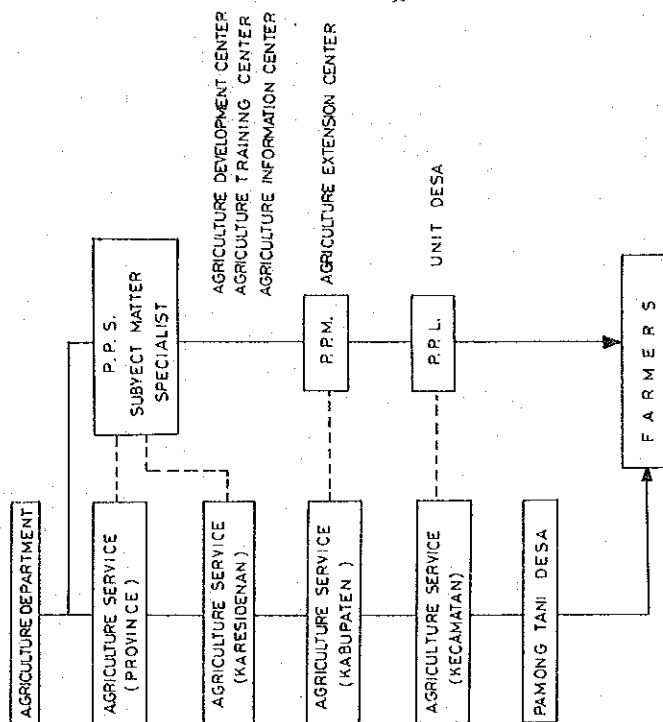 AGRICULTURE DEPARTMENT
P.P.S.
SUBYECT MATTER
SPECIALIST
AGRICULTURE SERVICE
(PROVINCE)
AGRICULTURE DEVELOPMENT CENTER
AGRICULTURE TRAINING CENTER
AGRICULTURE INFORMATION CENTER
AGRICULTURE SERVICE
(KARESIDENAN)
AGRICULTURE SERVICE
(KABUPATEN)
P.P.M.
AGRICULTURE EXTENSION CENTER
AGRICULTURE SERVICE
(KECAMATAN)
P.P.L.
UNIT DESA
PAMONG TANI DESA
FARMERS